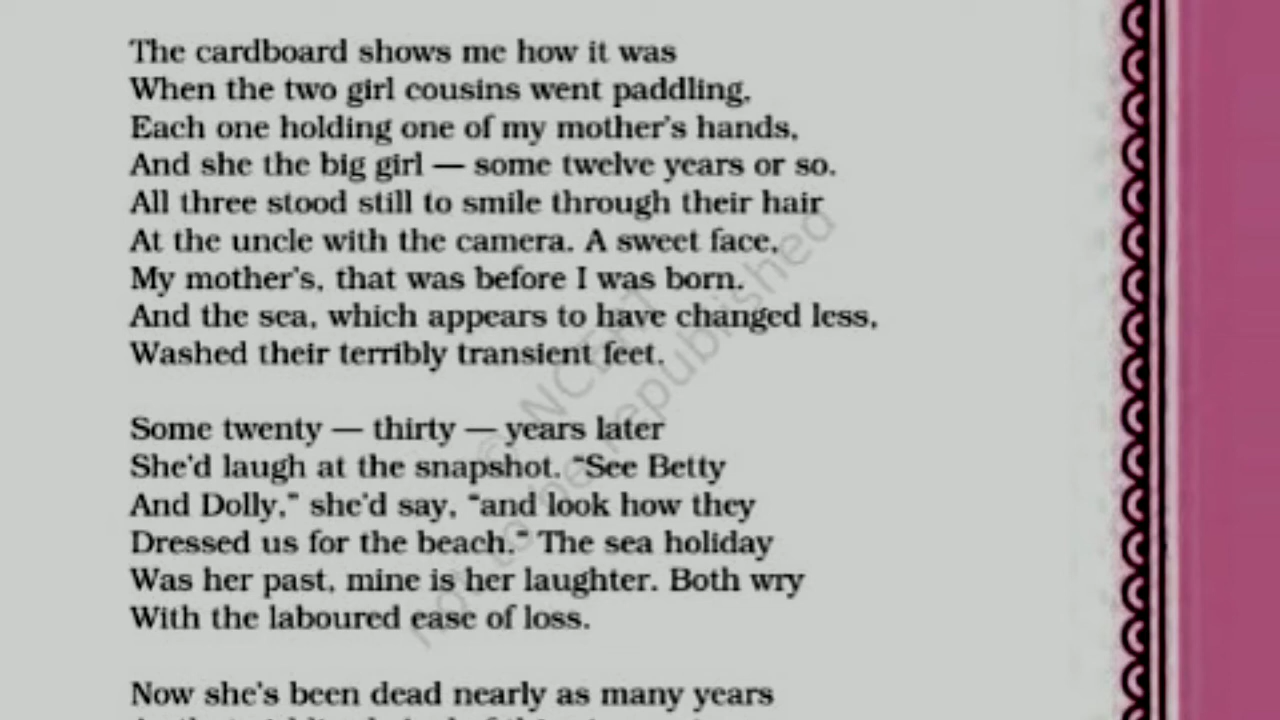 The cardboard shows me how it was
When the two girl cousins went paddling,
Each one holding one of my mother's hands,
And she the big girl — some twelve years or so.
All three stood still to smile through their hair
At the uncle with the camera. A sweet face,
My mother's, that was before I was born.
And the sea, which appears to have changed less,
Washed their terribly transient feet.
Some twenty — thirty — years later
She'd laugh at the snapshot. "See Betty
And Dolly," she'd say, "and look how they
Dressed us for the beach." The sea holiday
Was her past, mine is her laughter. Both wry
With the laboured ease of loss.
Now she's been dead nearly as many years
© NCERT
not to be republished